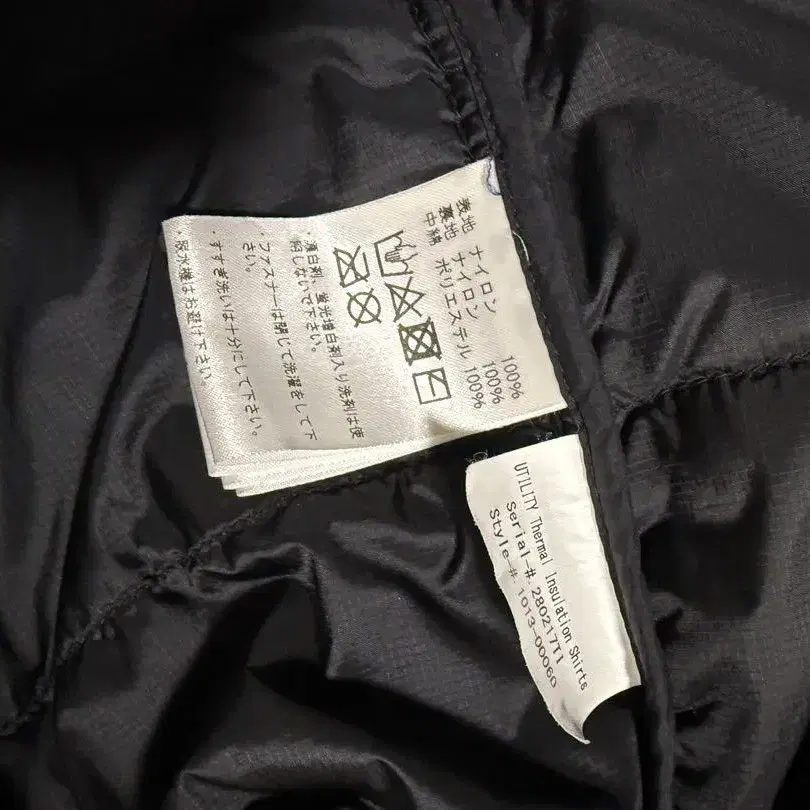 表地 ナイロン 100%
裏地 ナイロン 100%
中綿 ポリエステル 100%
・漂白剤、蛍光増白剤入り洗剤は使
用しないで下さい。
・ファスナーは閉じて洗濯をして下
さい。
・すすぎ洗いは十分にして下さい。
・脱水機はお避け下さい。
UTILITY Thermal Insulation Shirts
Serial-#: 28021711
Style-#: 1013-00060